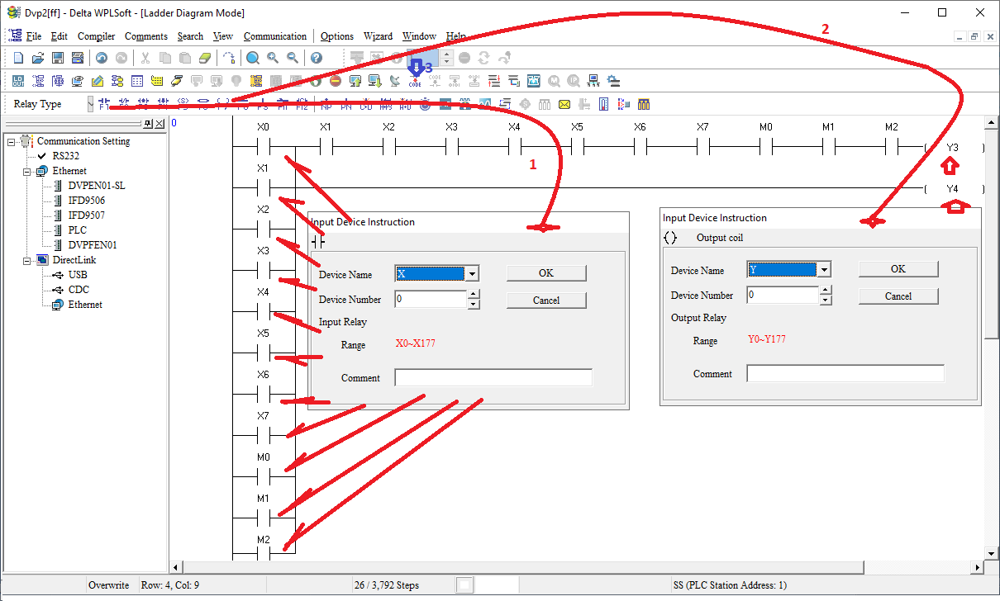 Dvp2[ff] - Delta WPLSoft - [Ladder Diagram Mode]
File Edit Compiler Comments Search View Communication Options Wizard Window Help
2
3
CODE
Relay Type
F1
0
X0 X1 X2 X3 X4 X5 X6 X7 M0 M1 M2
Y3
X1
1
Y4
X2
X3
X4
X5
X6
X7
M0
M1
M2
Communication Setting
RS232
Ethernet
DVPEN01-SL
IFD9506
IFD9507
PLC
DVPFEN01
DirectLink
USB
CDC
Ethernet
Input Device Instruction
Device Name X OK
Device Number 0 Cancel
Input Relay
Range X0~X177
Comment
Input Device Instruction
Output coil
Device Name Y OK
Device Number 0 Cancel
Output Relay
Range Y0~Y177
Comment
Overwrite Row: 4, Col: 9 26 / 3,792 Steps SS (PLC Station Address: 1)